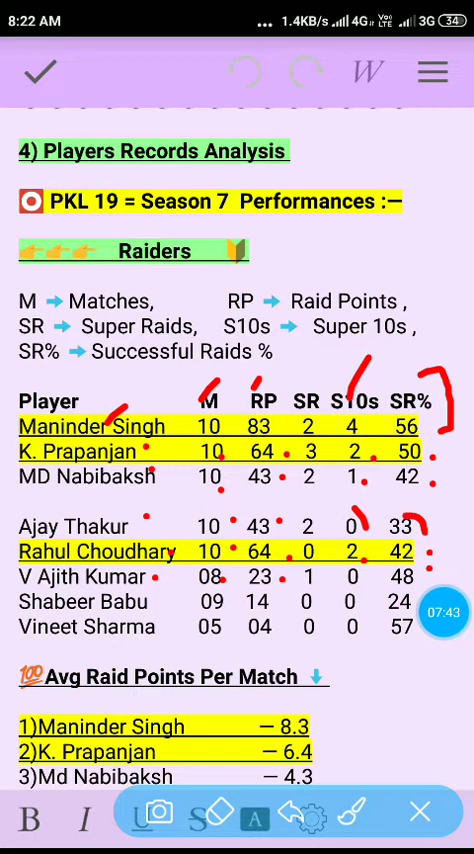 8:22 AM ... 1.4KB/s 4G Vo LTE 3G 34
W
4) Players Records Analysis
⭕ PKL 19 = Season 7 Performances :—
👉👉👉 Raiders 🔰
M ➡ Matches, RP ➡ Raid Points ,
SR ➡ Super Raids, S10s ➡ Super 10s ,
SR% ➡ Successful Raids %
Player M RP SR S10s SR%
Maninder Singh 10 83 2 4 56
K. Prapanjan 10 64 3 2 50
MD Nabibaksh 10 43 2 1 42
Ajay Thakur 10 43 2 0 33
Rahul Choudhary 10 64 0 2 42
V Ajith Kumar 08 23 1 0 48
Shabeer Babu 09 14 0 0 24
07:43
Vineet Sharma 05 04 0 0 57
💯Avg Raid Points Per Match ⬇
1)Maninder Singh — 8.3
2)K. Prapanjan — 6.4
3)Md Nabibaksh — 4.3
B I U S A